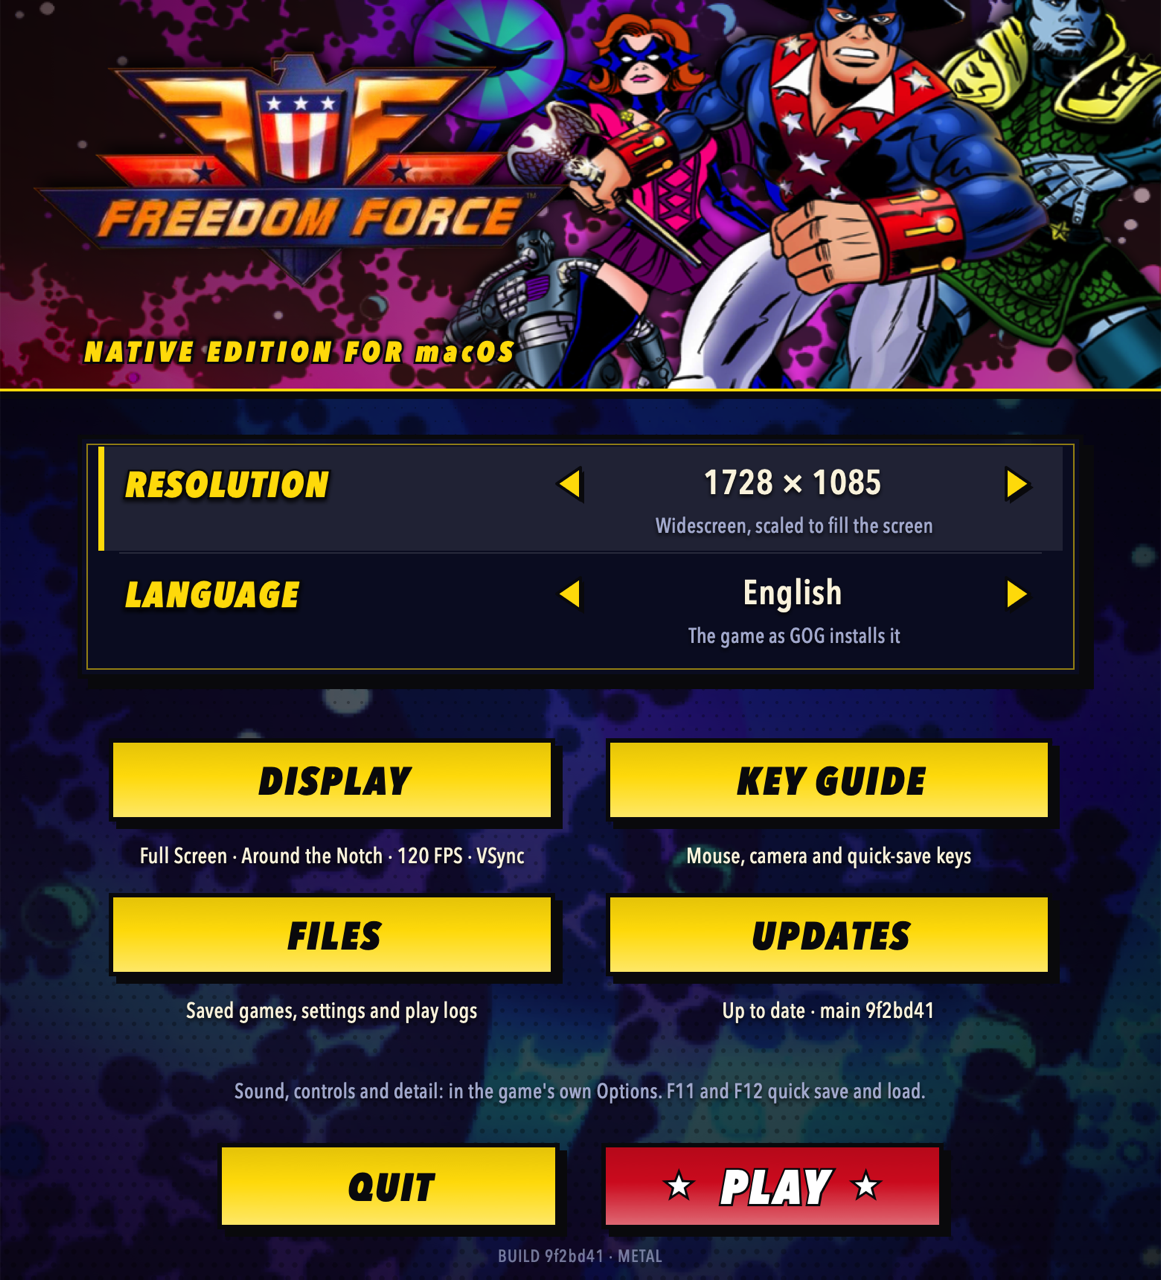 FREEDOM FORCE™
NATIVE EDITION FOR macOS
RESOLUTION
1728 × 1085
Widescreen, scaled to fill the screen
LANGUAGE
English
The game as GOG installs it
DISPLAY
KEY GUIDE
Full Screen · Around the Notch · 120 FPS · VSync
Mouse, camera and quick-save keys
FILES
UPDATES
Saved games, settings and play logs
Up to date · main 9f2bd41
Sound, controls and detail: in the game's own Options. F11 and F12 quick save and load.
QUIT
★ PLAY ★
BUILD 9f2bd41 · METAL